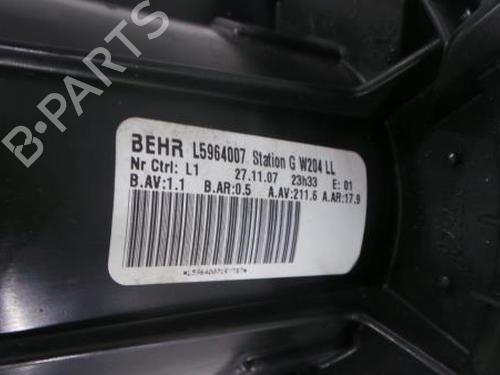 BEHR L5964007 Station G W204 LL
Nr Ctrl: L1 27.11.07 23h33 E: 01
B.AV:1.1 B.AR:0.5 A.AV:211.6 A.AR:17.9
B-PARTS